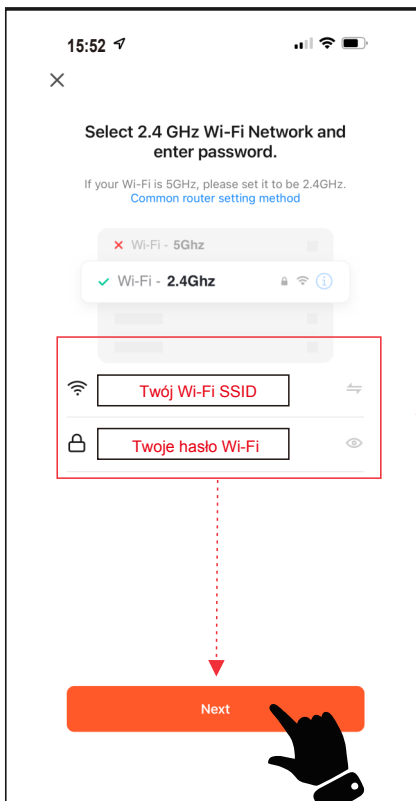 15:52
Select 2.4 GHz Wi-Fi Network and
enter password.
If your Wi-Fi is 5GHz, please set it to be 2.4GHz.
Common router setting method
Wi-Fi - 5Ghz
Wi-Fi - 2.4Ghz
Twój Wi-Fi SSID
Twoje hasło Wi-Fi
Next